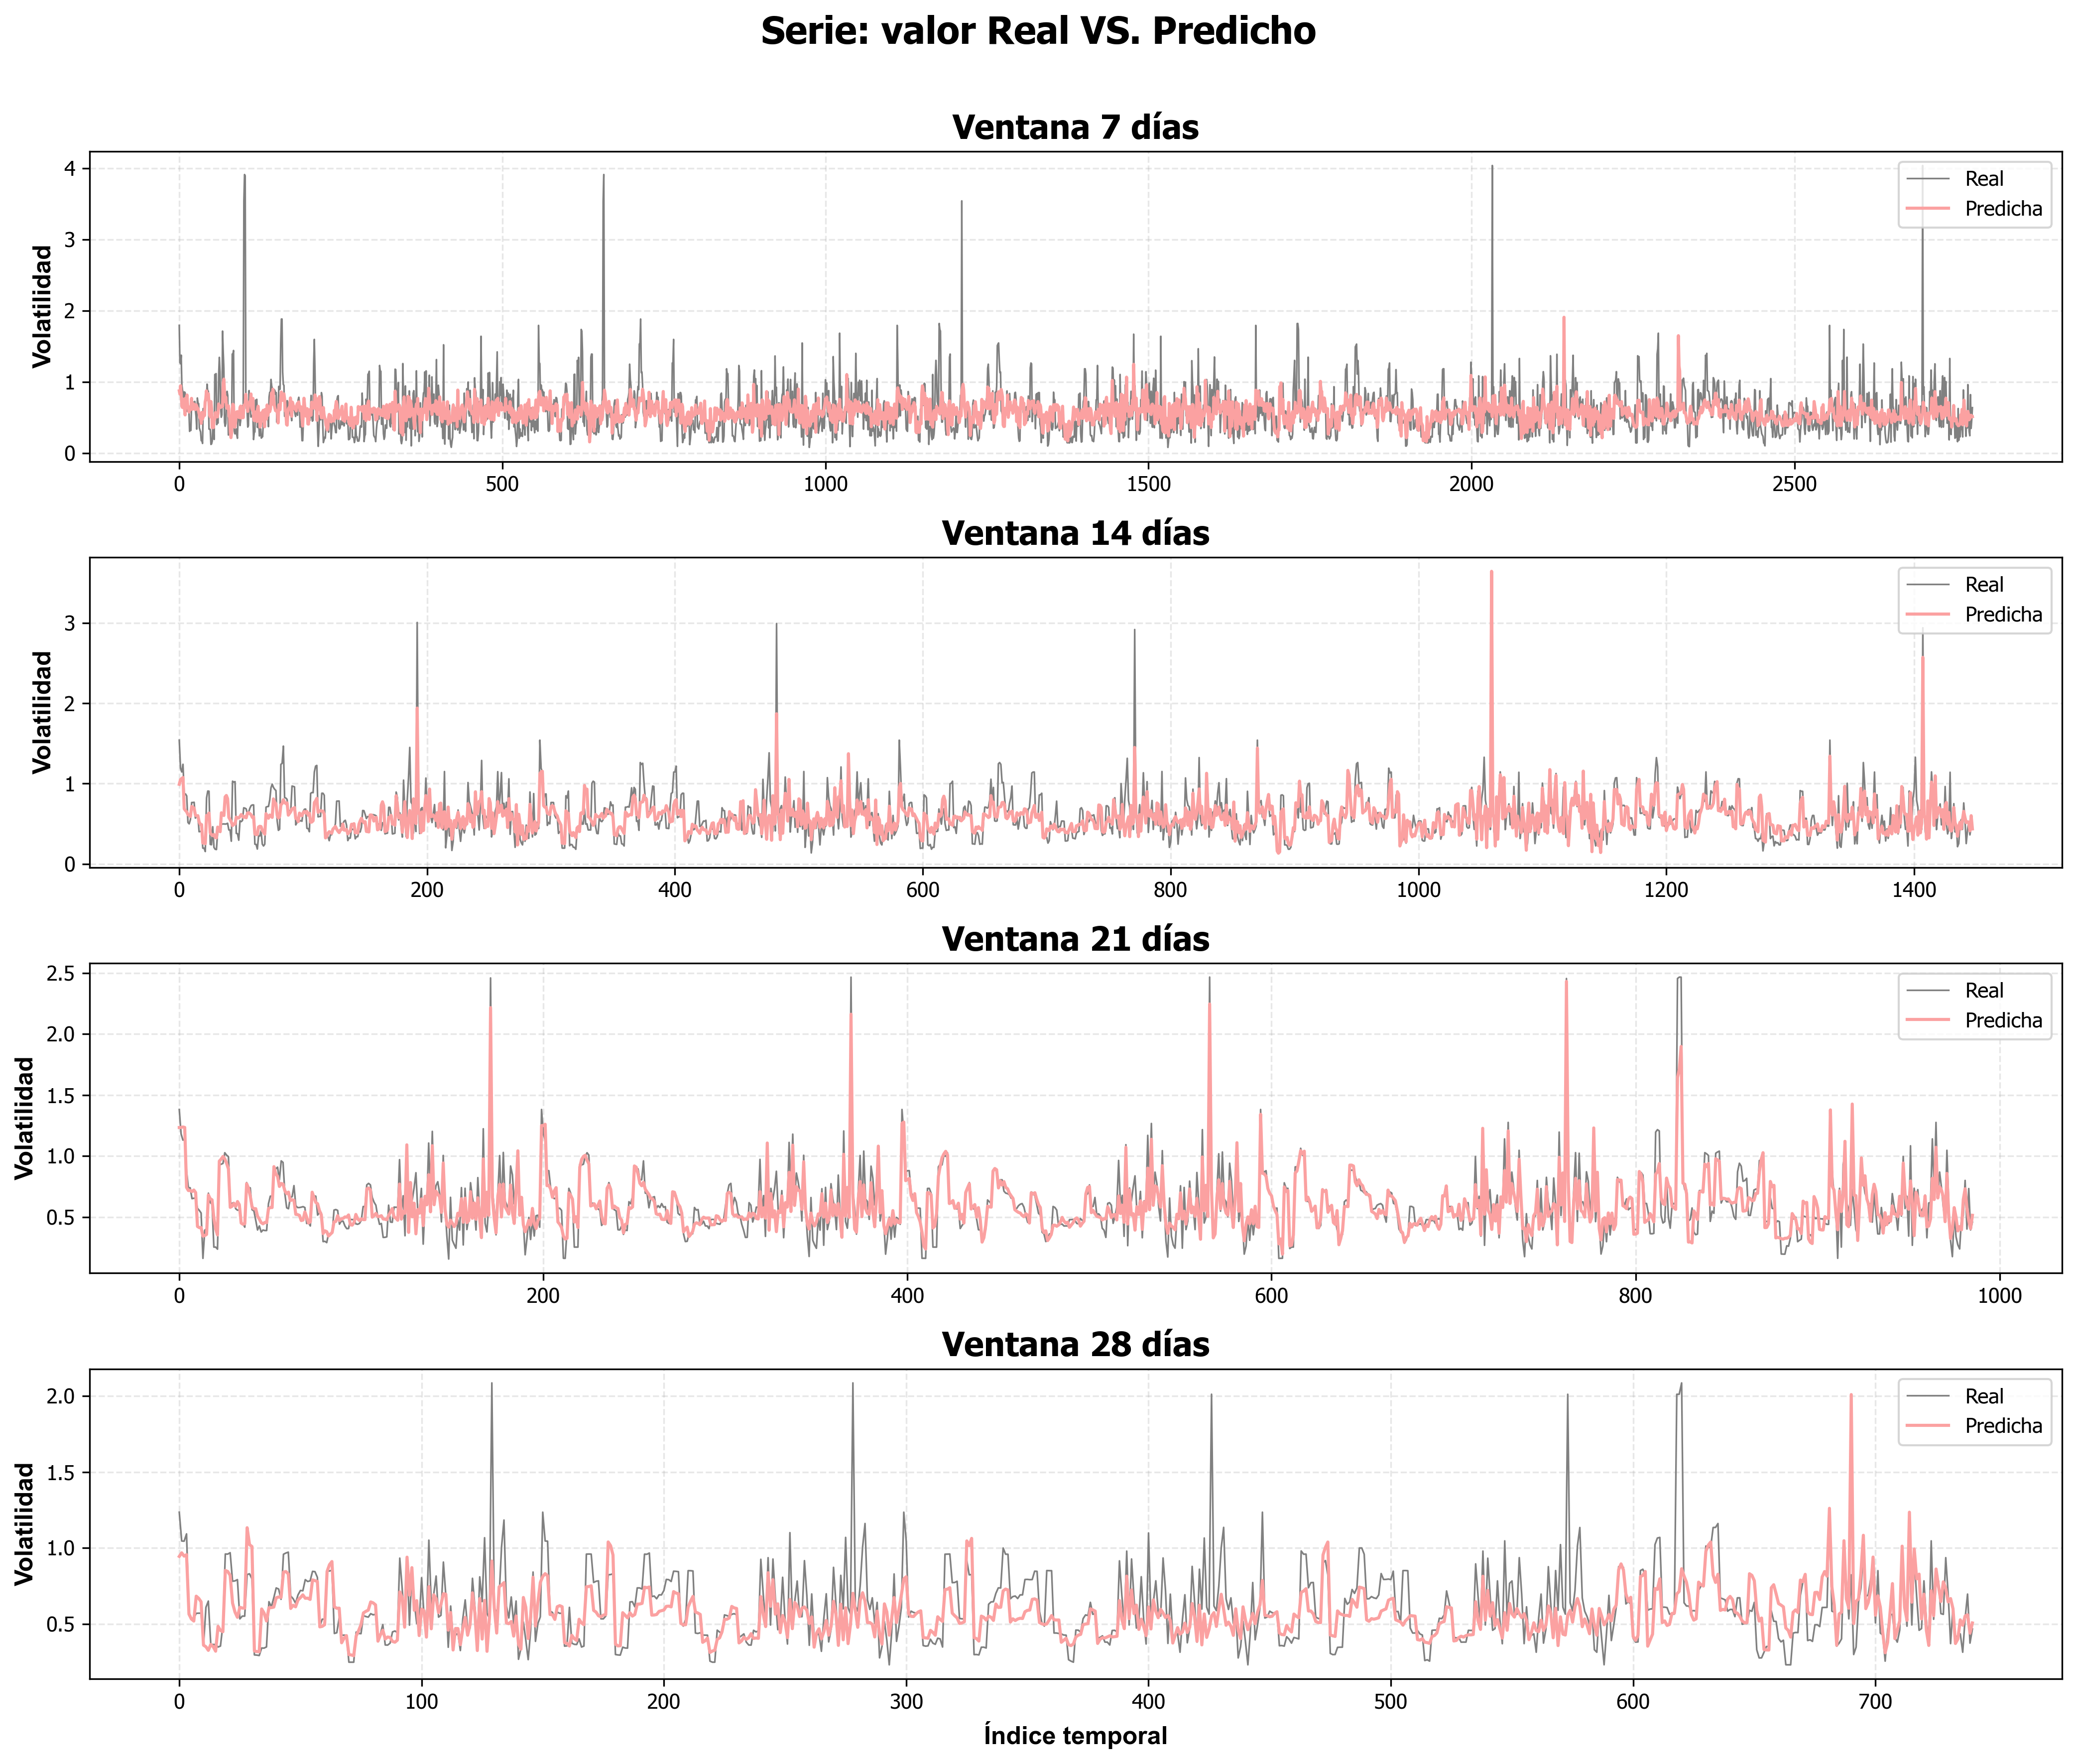 Serie: valor Real VS. Predicho
Ventana 7 días
Volatilidad
4
3
2
1
0
Real
Predicha
0 500 1000 1500 2000 2500
Ventana 14 días
Volatilidad
3
2
1
0
Real
Predicha
0 200 400 600 800 1000 1200 1400
Ventana 21 días
Volatilidad
2.5
2.0
1.5
1.0
0.5
Real
Predicha
0 200 400 600 800 1000
Ventana 28 días
Volatilidad
2.0
1.5
1.0
0.5
Real
Predicha
0 100 200 300 400 500 600 700
Índice temporal